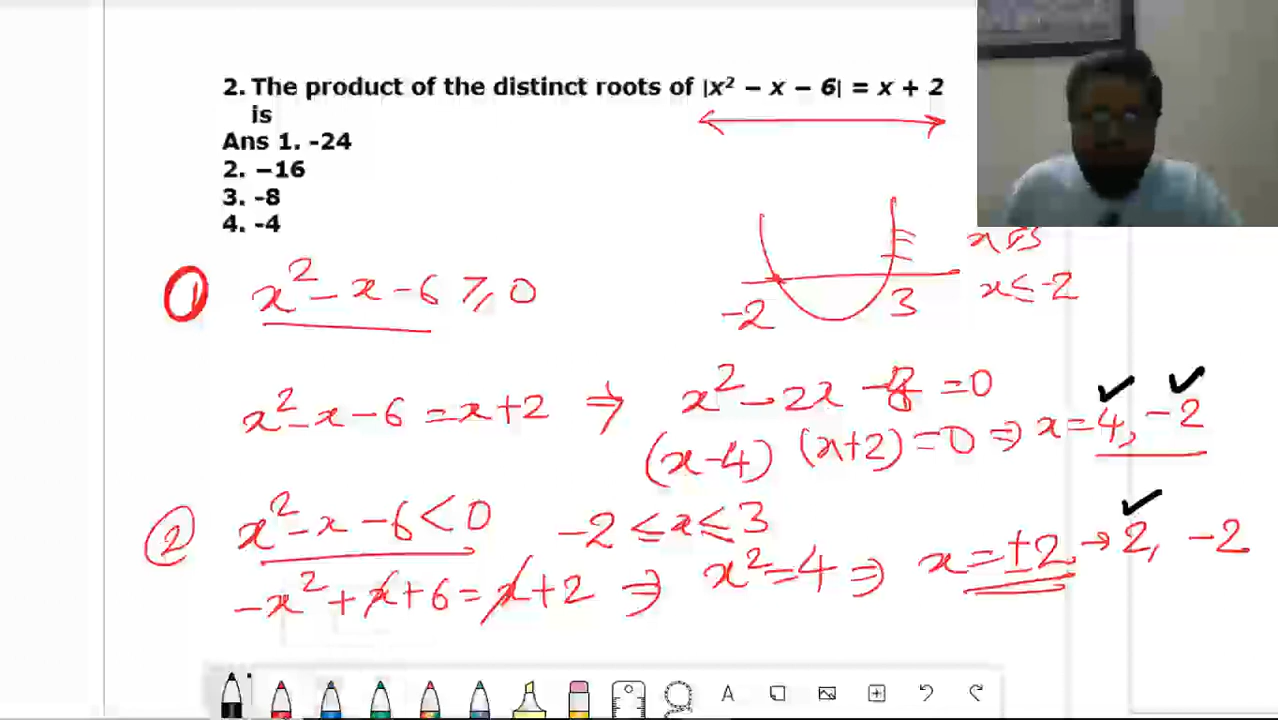 2. The product of the distinct roots of |x² − x − 6| = x + 2
is
Ans 1. -24
2. −16
3. -8
4. -4
-2
3
x ≤ -2
① x² - x - 6 ≥ 0
x² - x - 6 = x + 2 ⇒ x² - 2x - 8 = 0
(x-4) (x+2) = 0 ⇒ x = 4, -2
② x² - x - 6 < 0 -2 ≤ x ≤ 3
-x² + x + 6 = x + 2 ⇒ x² = 4 ⇒ x = ±2 → 2, -2
A